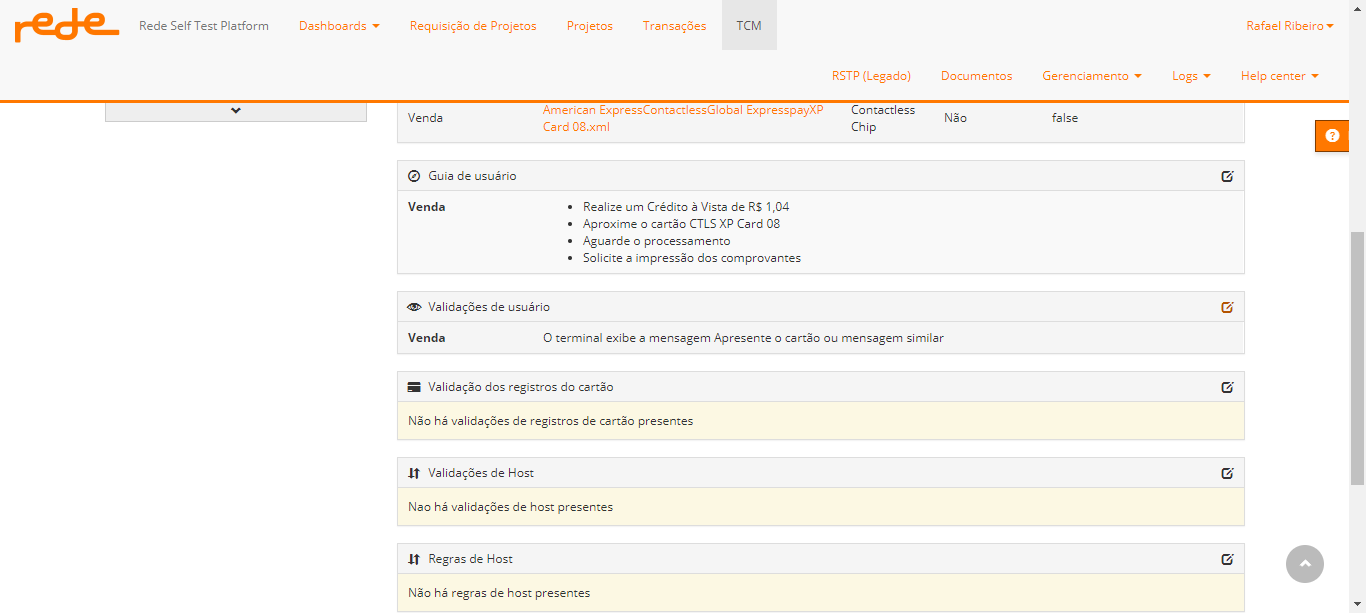 rede
Rede Self Test Platform
Dashboards
Requisição de Projetos
Projetos
Transações
TCM
Rafael Ribeiro
RSTP (Legado)
Documentos
Gerenciamento
Logs
Help center
Venda
American ExpressContactlessGlobal ExpresspayXP
Card 08.xml
Contactless
Chip
Não
false
Guia de usuário
Venda
Realize um Crédito à Vista de R$ 1,04
Aproxime o cartão CTLS XP Card 08
Aguarde o processamento
Solicite a impressão dos comprovantes
Validações de usuário
Venda
O terminal exibe a mensagem Apresente o cartão ou mensagem similar
Validação dos registros do cartão
Não há validações de registros de cartão presentes
Validações de Host
Nao há validações de host presentes
Regras de Host
Não há regras de host presentes